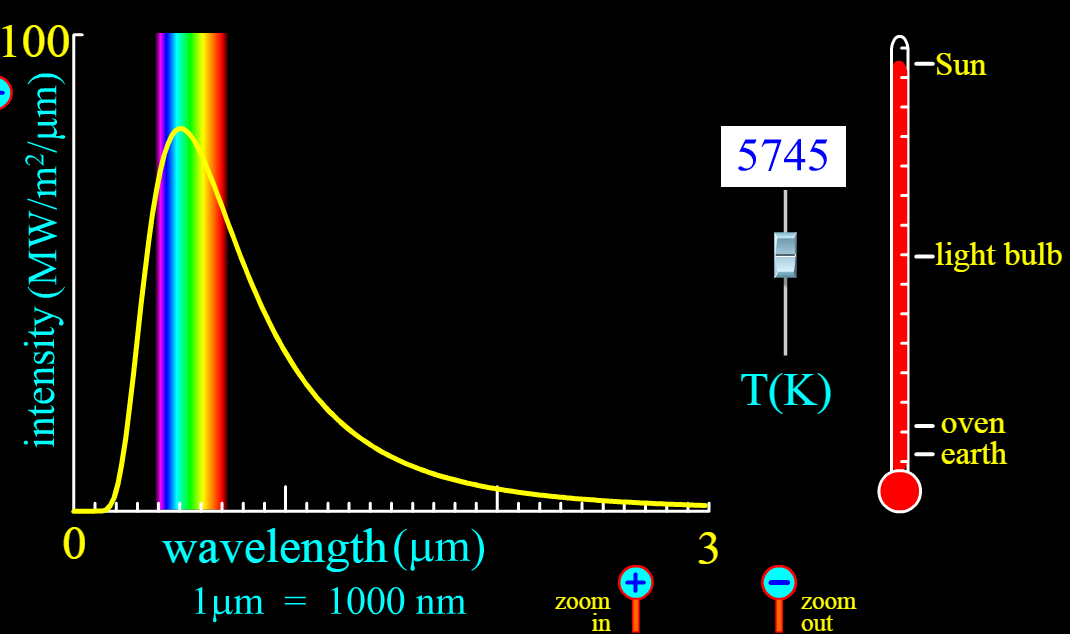 100
intensity (MW/m²/μm)
0
wavelength (μm)
3
1μm = 1000 nm
zoom
in
zoom
out
5745
T(K)
Sun
light bulb
oven
earth